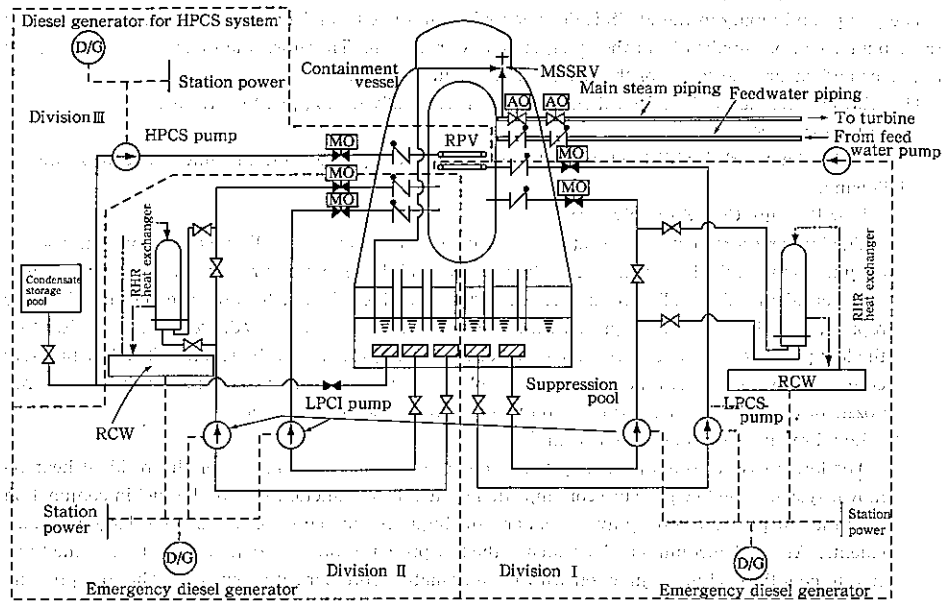 Diesel generator for HPCS system
D/G
Station power
Division III
HPCS pump
Containment
vessel
MSSRV
AO
AO
Main steam piping
Feedwater piping
To turbine
From feed
water pump
MO
MO
MO
RPV
MO
MO
RHR
heat exchanger
Condensate
storage
pool
RCW
LPCI pump
Suppression
pool
RHR
heat exchanger
RCW
LPCS
pump
Station
power
D/G
Emergency diesel generator
Division II
Division I
Station
power
D/G
Emergency diesel generator